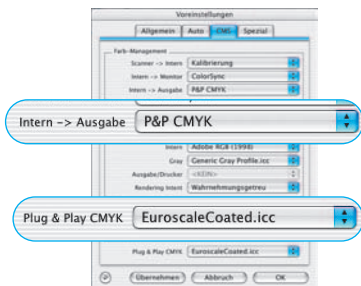 Voreinstellungen
Allgemein Auto CMS Spezial
Farb-Management
Scanner -> Intern Kalibrierung
Intern -> Monitor ColorSync
Intern -> Ausgabe P&P CMYK
Intern -> Ausgabe P&P CMYK
Intern Adobe RGB (1998)
Gray Generic Gray Profile.icc
Ausgabe/Drucker <KEIN>
Rendering Intent Wahrnehmungsgetreu
Plug & Play CMYK EuroscaleCoated.icc
Plug & Play CMYK EuroscaleCoated.icc
Übernehmen Abbruch OK